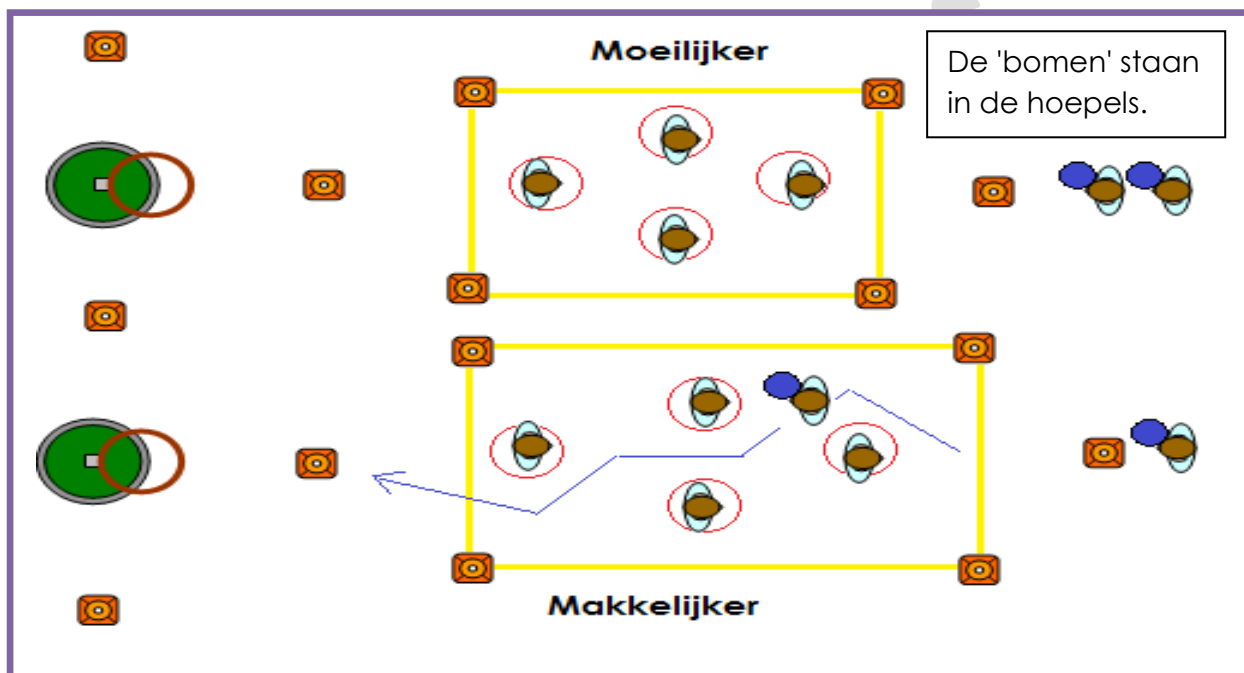 Moeilijker
De 'bomen' staan
in de hoepels.
Makkelijker